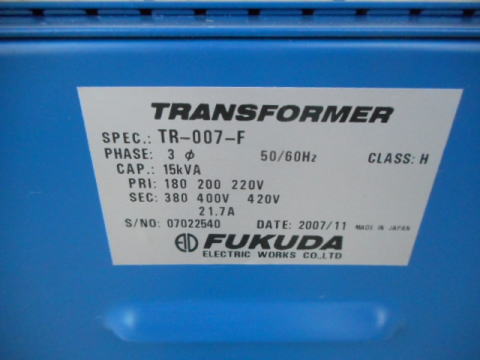 TRANSFORMER
SPEC.: TR-007-F
PHASE: 3 φ 50/60Hz CLASS: H
CAP.: 15kVA
PRI: 180 200 220V
SEC: 380 400V 420V
21.7A
S/NO: 07022540 DATE: 2007/11 MADE IN JAPAN
FUKUDA
ELECTRIC WORKS CO.,LTD